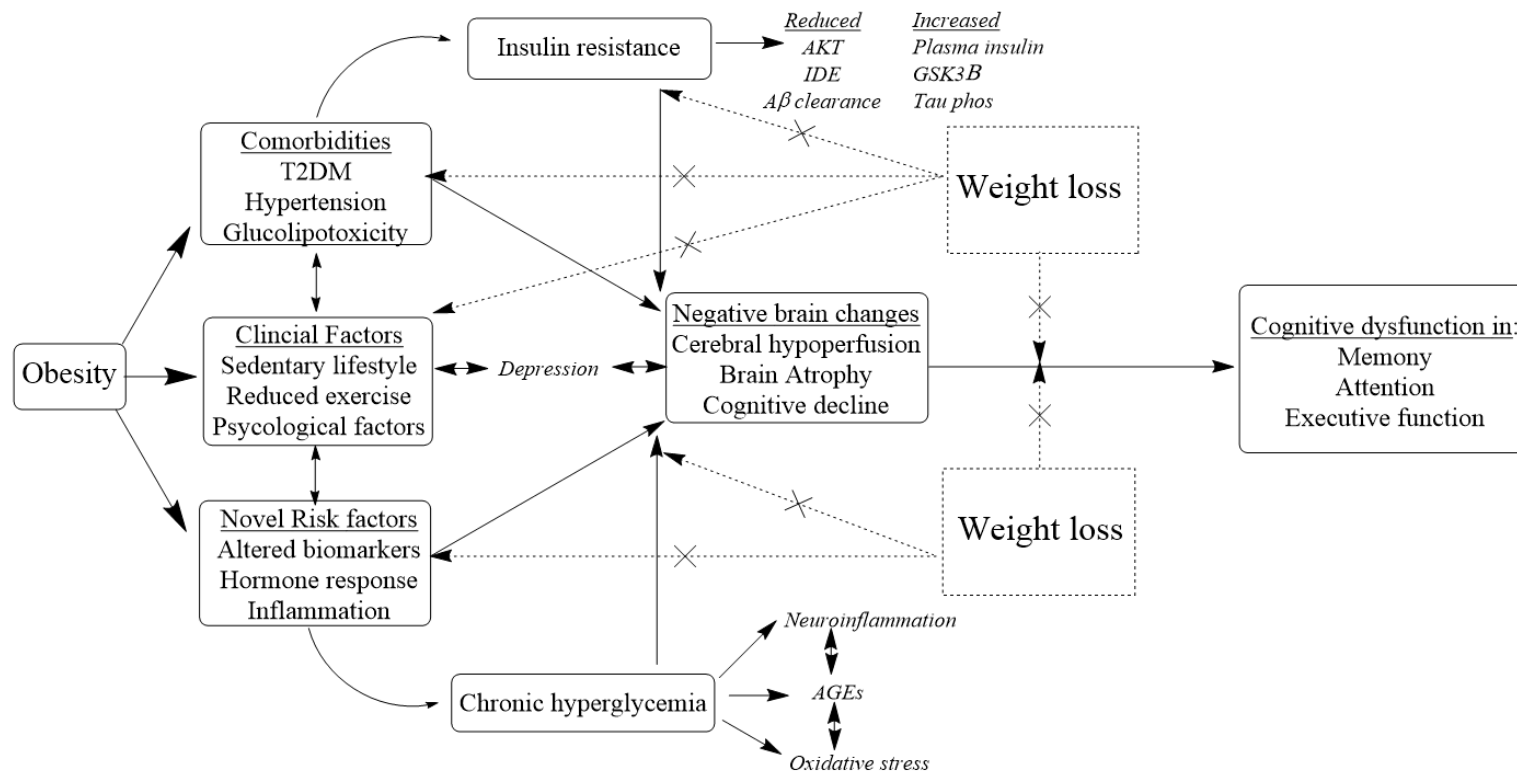 Insulin resistance
Reduced
AKT
IDE
Aβ clearance
Increased
Plasma insulin
GSK3B
Tau phos
Comorbidities
T2DM
Hypertension
Glucolipotoxicity
Weight loss
Obesity
Clincial Factors
Sedentary lifestyle
Reduced exercise
Psycological factors
Depression
Negative brain changes
Cerebral hypoperfusion
Brain Atrophy
Cognitive decline
Cognitive dysfunction in:
Memony
Attention
Executive function
Novel Risk factors
Altered biomarkers
Hormone response
Inflammation
Weight loss
Chronic hyperglycemia
Neuroinflammation
AGEs
Oxidative stress